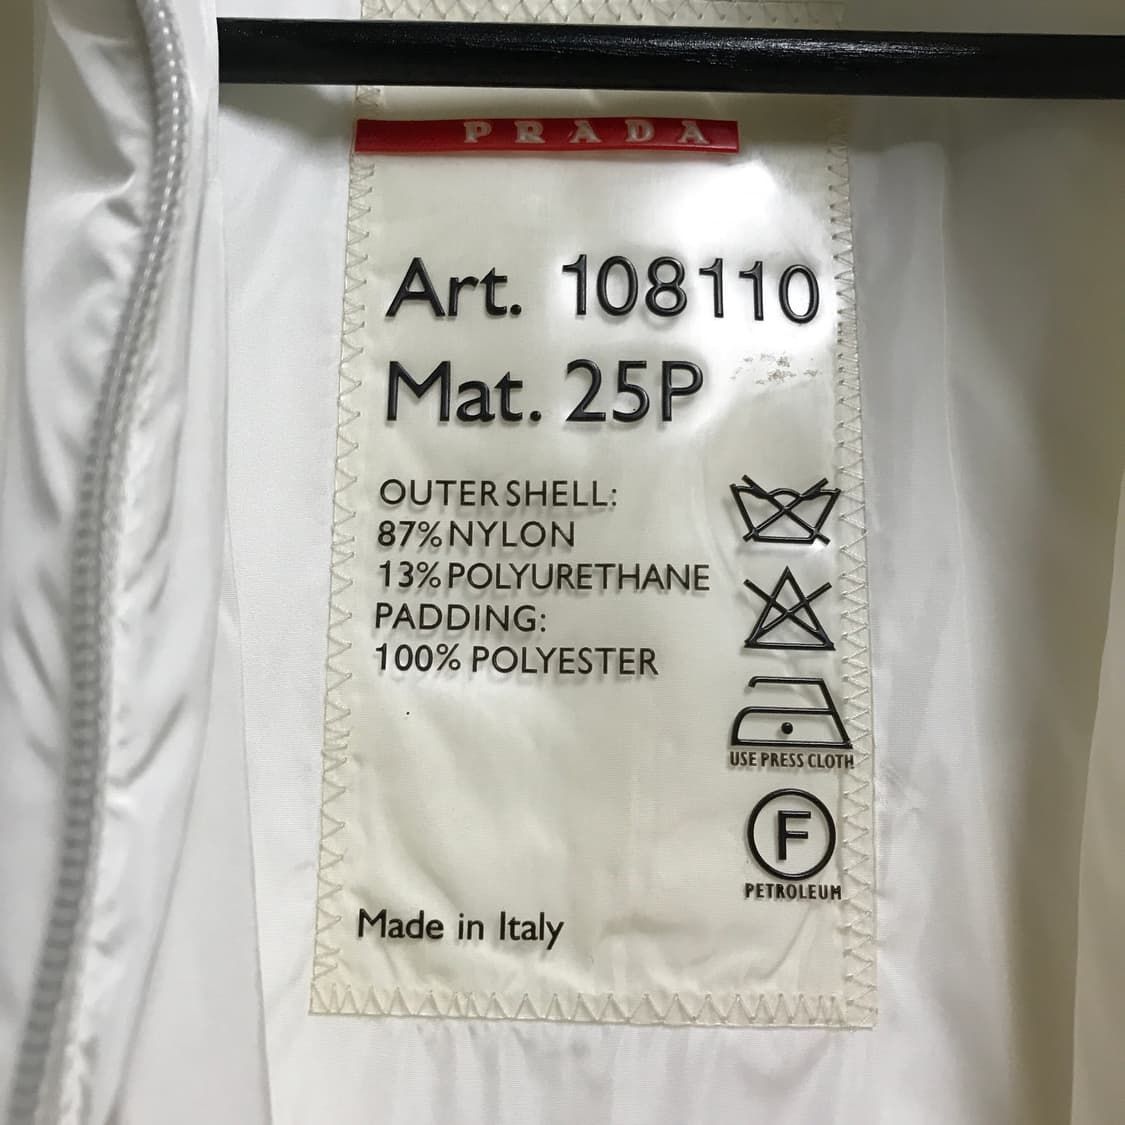 PRADA
Art. 108110
Mat. 25P
OUTER SHELL:
87% NYLON
13% POLYURETHANE
PADDING:
100% POLYESTER
USE PRESS CLOTH
F
PETROLEUM
Made in Italy